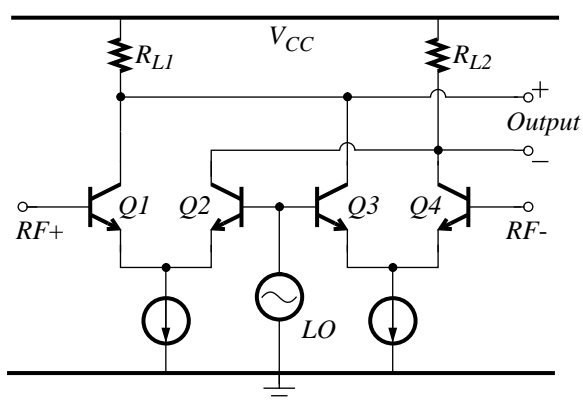 V_CC
R_L1
R_L2
+
Output
−
Q1
Q2
Q3
Q4
RF+
RF-
LO